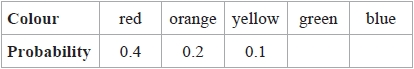 Colour red orange yellow green blue
Probability 0.4 0.2 0.1